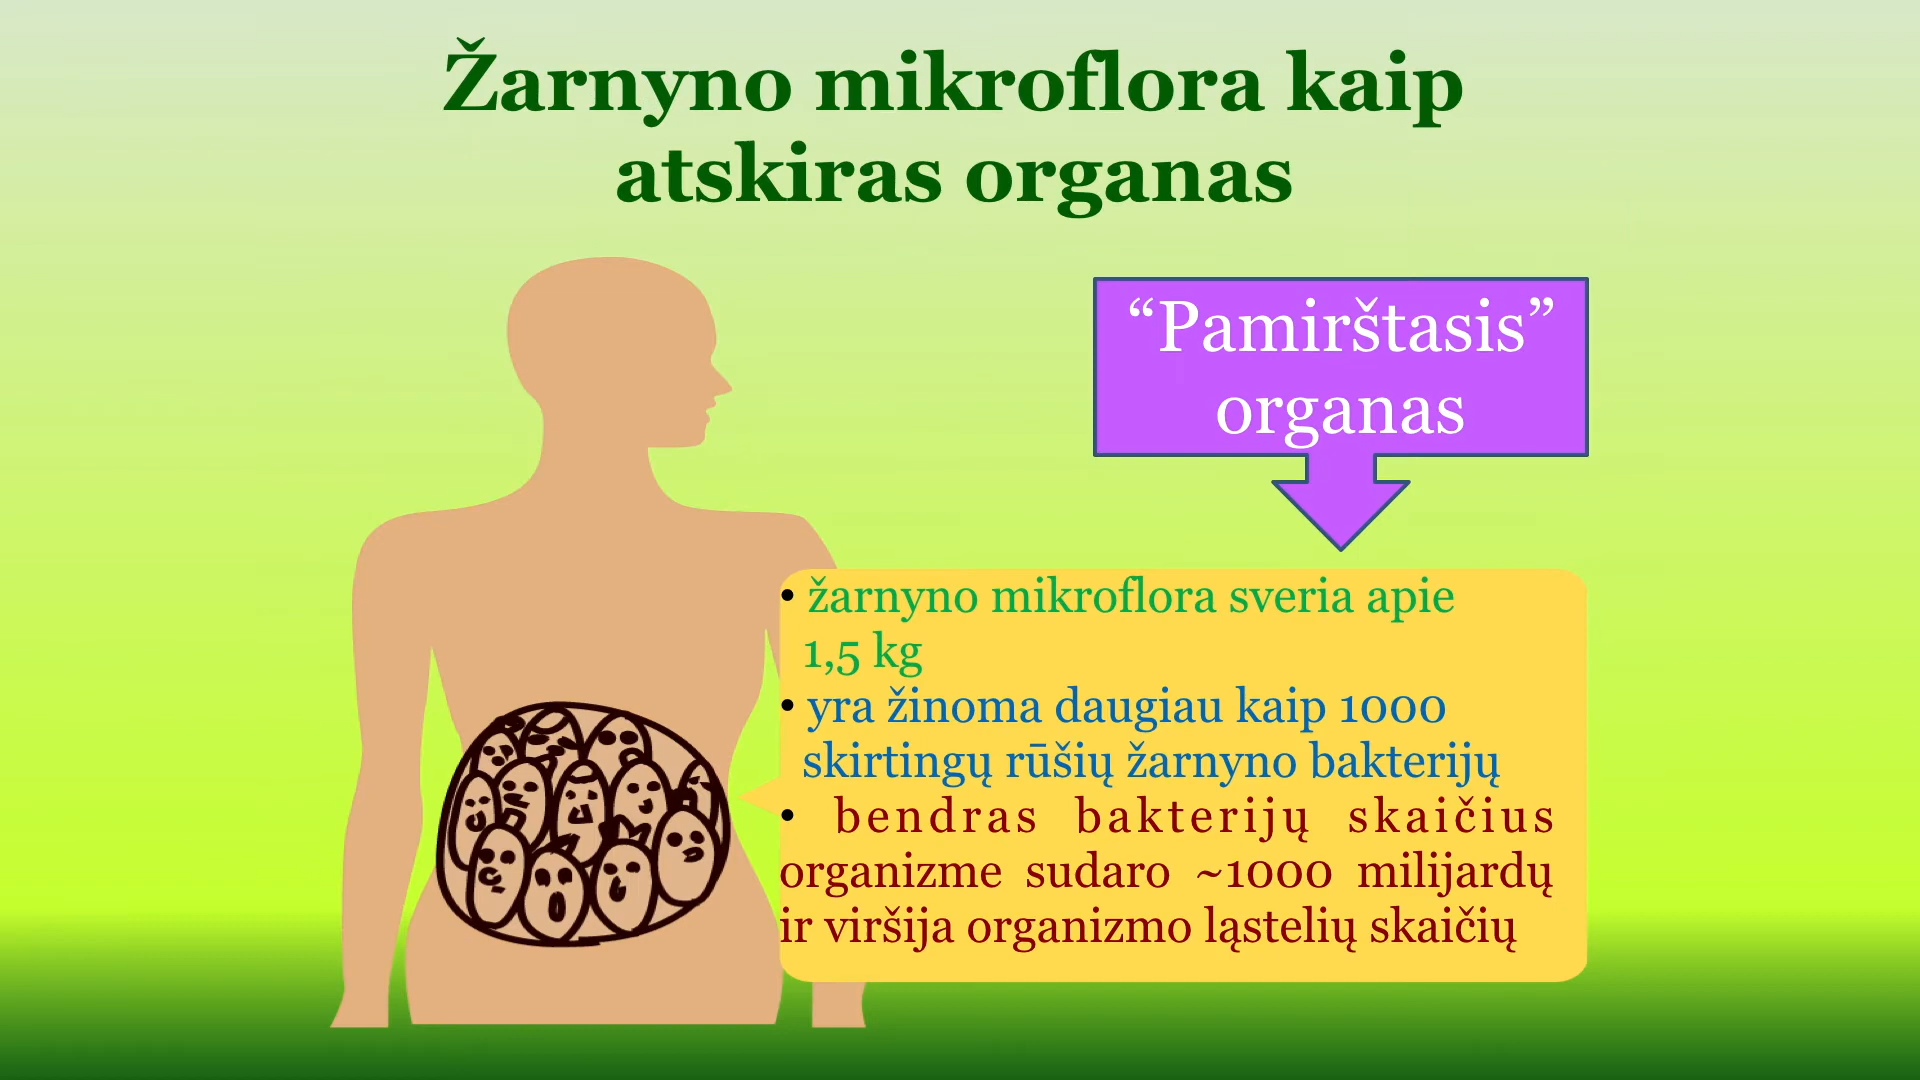 Žarnyno mikroflora kaip
atskiras organas
“Pamirštasis”
organas
• žarnyno mikroflora sveria apie
1,5 kg
• yra žinoma daugiau kaip 1000
skirtingų rūšių žarnyno bakterijų
• bendras bakterijų skaičius
organizme sudaro ~1000 milijardų
ir viršija organizmo ląstelių skaičių